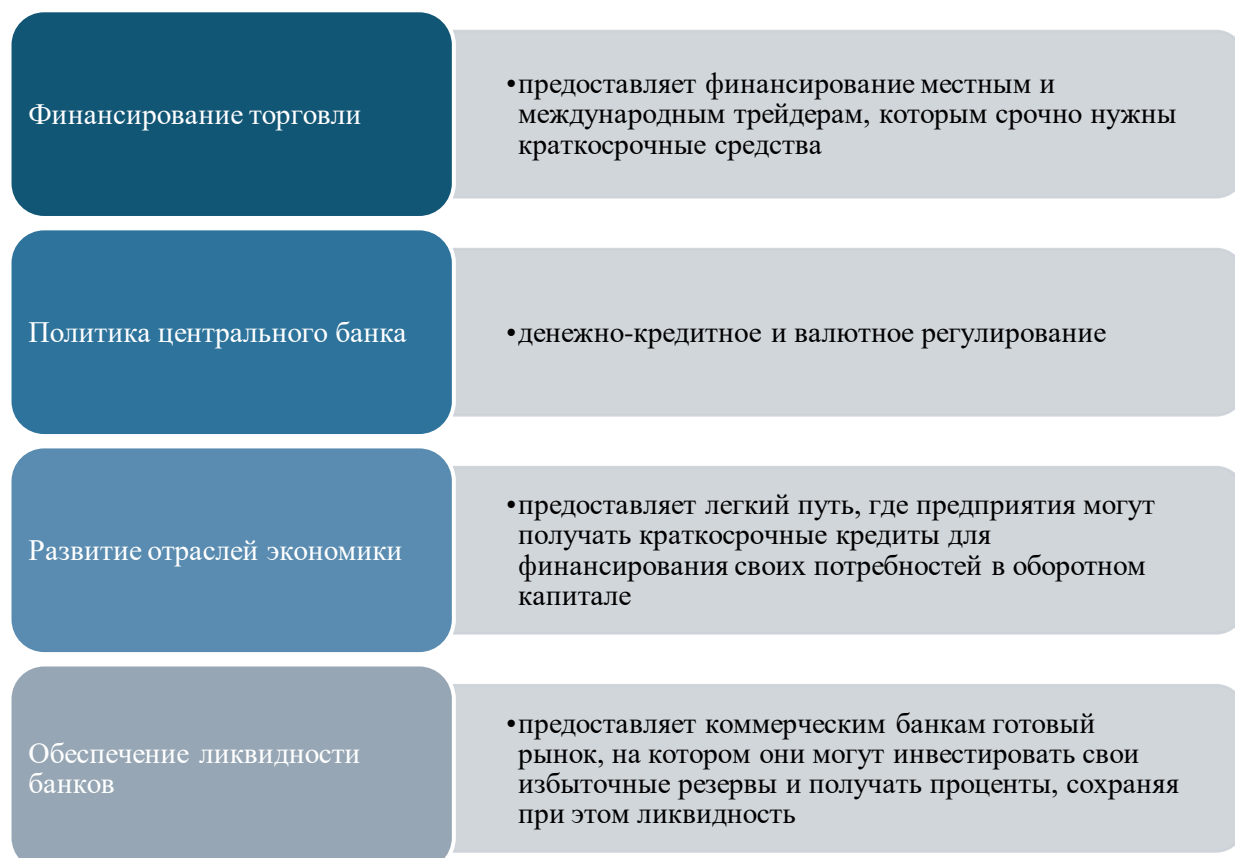 Финансирование торговли
•предоставляет финансирование местным и
международным трейдерам, которым срочно нужны
краткосрочные средства
Политика центрального банка
•денежно-кредитное и валютное регулирование
Развитие отраслей экономики
•предоставляет легкий путь, где предприятия могут
получать краткосрочные кредиты для
финансирования своих потребностей в оборотном
капитале
Обеспечение ликвидности
банков
•предоставляет коммерческим банкам готовый
рынок, на котором они могут инвестировать свои
избыточные резервы и получать проценты, сохраняя
при этом ликвидность